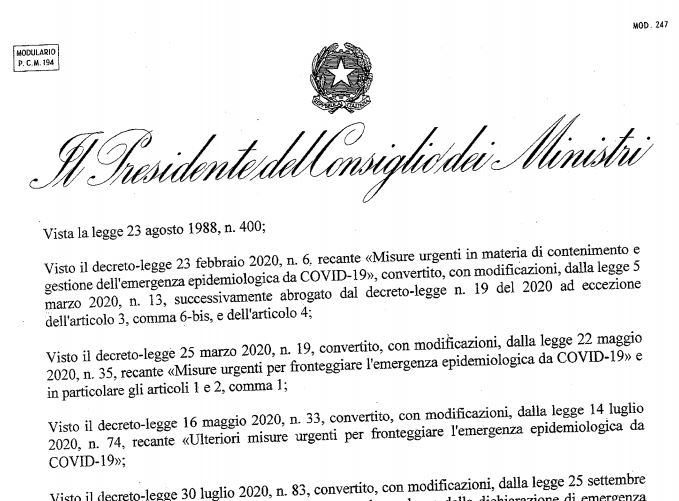 MOD. 247
MODULARIO
P. C. M. 194
REPVBBLICA ITALIANA
Il Presidente del Consiglio dei Ministri
Vista la legge 23 agosto 1988, n. 400;
Visto il decreto-legge 23 febbraio 2020, n. 6, recante «Misure urgenti in materia di contenimento e
gestione dell'emergenza epidemiologica da COVID-19», convertito, con modificazioni, dalla legge 5
marzo 2020, n. 13, successivamente abrogato dal decreto-legge n. 19 del 2020 ad eccezione
dell'articolo 3, comma 6-bis, e dell'articolo 4;
Visto il decreto-legge 25 marzo 2020, n. 19, convertito, con modificazioni, dalla legge 22 maggio
2020, n. 35, recante «Misure urgenti per fronteggiare l'emergenza epidemiologica da COVID-19» e
in particolare gli articoli 1 e 2, comma 1;
Visto il decreto-legge 16 maggio 2020, n. 33, convertito, con modificazioni, dalla legge 14 luglio
2020, n. 74, recante «Ulteriori misure urgenti per fronteggiare l'emergenza epidemiologica da
COVID-19»;
Visto il decreto-legge 30 luglio 2020, n. 83, convertito, con modificazioni, dalla legge 25 settembre
della dichiarazione di emergenza